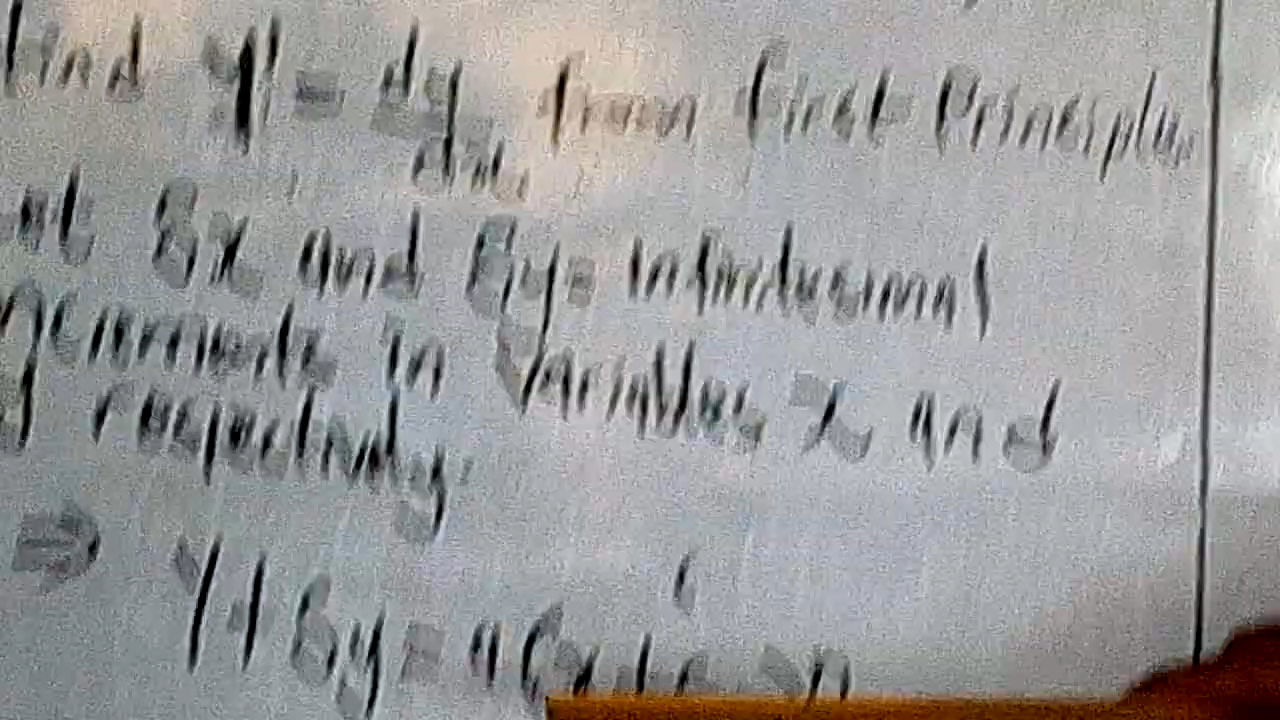 find y' = dy/dx from first Principles
let δx and δy = infinitesimal
increments in variables x and
y respectively.
⇒ y + δy = a(